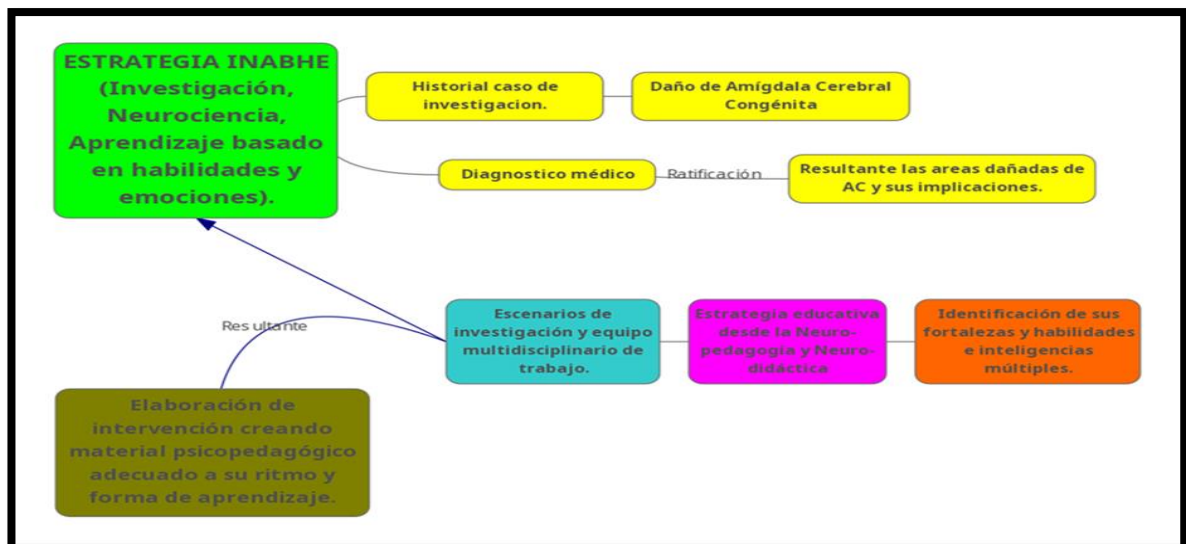 ESTRATEGIA INABHE
(Investigación,
Neurociencia,
Aprendizaje basado
en habilidades y
emociones).
Historial caso de
investigacion.
Daño de Amígdala Cerebral
Congénita
Diagnostico médico
Ratificación
Resultante las areas dañadas de
AC y sus implicaciones.
Escenarios de
investigación y equipo
multidisciplinario de
trabajo.
Estrategia educativa
desde la Neuro-
pedagogía y Neuro-
didáctica
Identificación de sus
fortalezas y habilidades
e inteligencias
múltiples.
Res ultante
Elaboración de
intervención creando
material psicopedagógico
adecuado a su ritmo y
forma de aprendizaje.